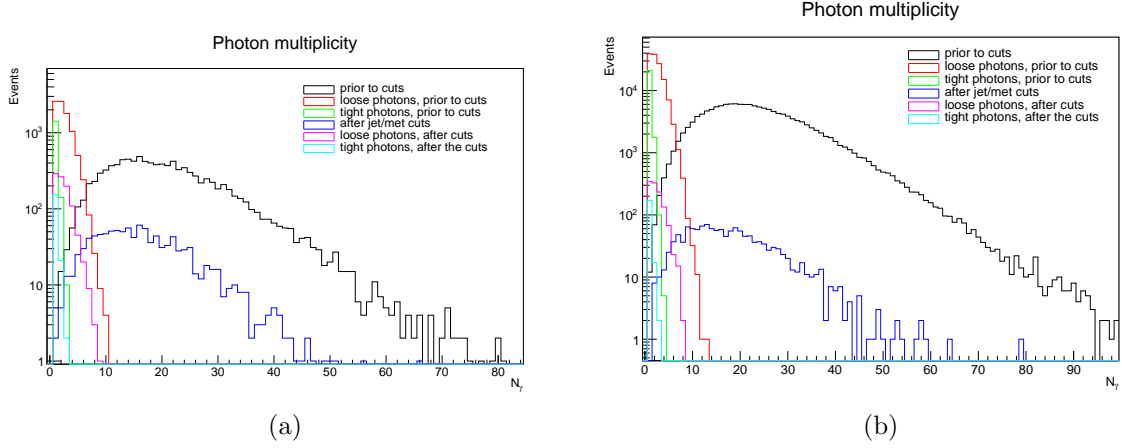 Photon multiplicity
Events
prior to cuts
loose photons, prior to cuts
tight photons, prior to cuts
after jet/met cuts
loose photons, after cuts
tight photons, after the cuts
10³
10²
10
1
0 10 20 30 40 50 60 70 80
N_γ
(a)
Photon multiplicity
Events
prior to cuts
loose photons, prior to cuts
tight photons, prior to cuts
after jet/met cuts
loose photons, after cuts
tight photons, after the cuts
10⁴
10³
10²
10
1
0 10 20 30 40 50 60 70 80 90
N_γ
(b)